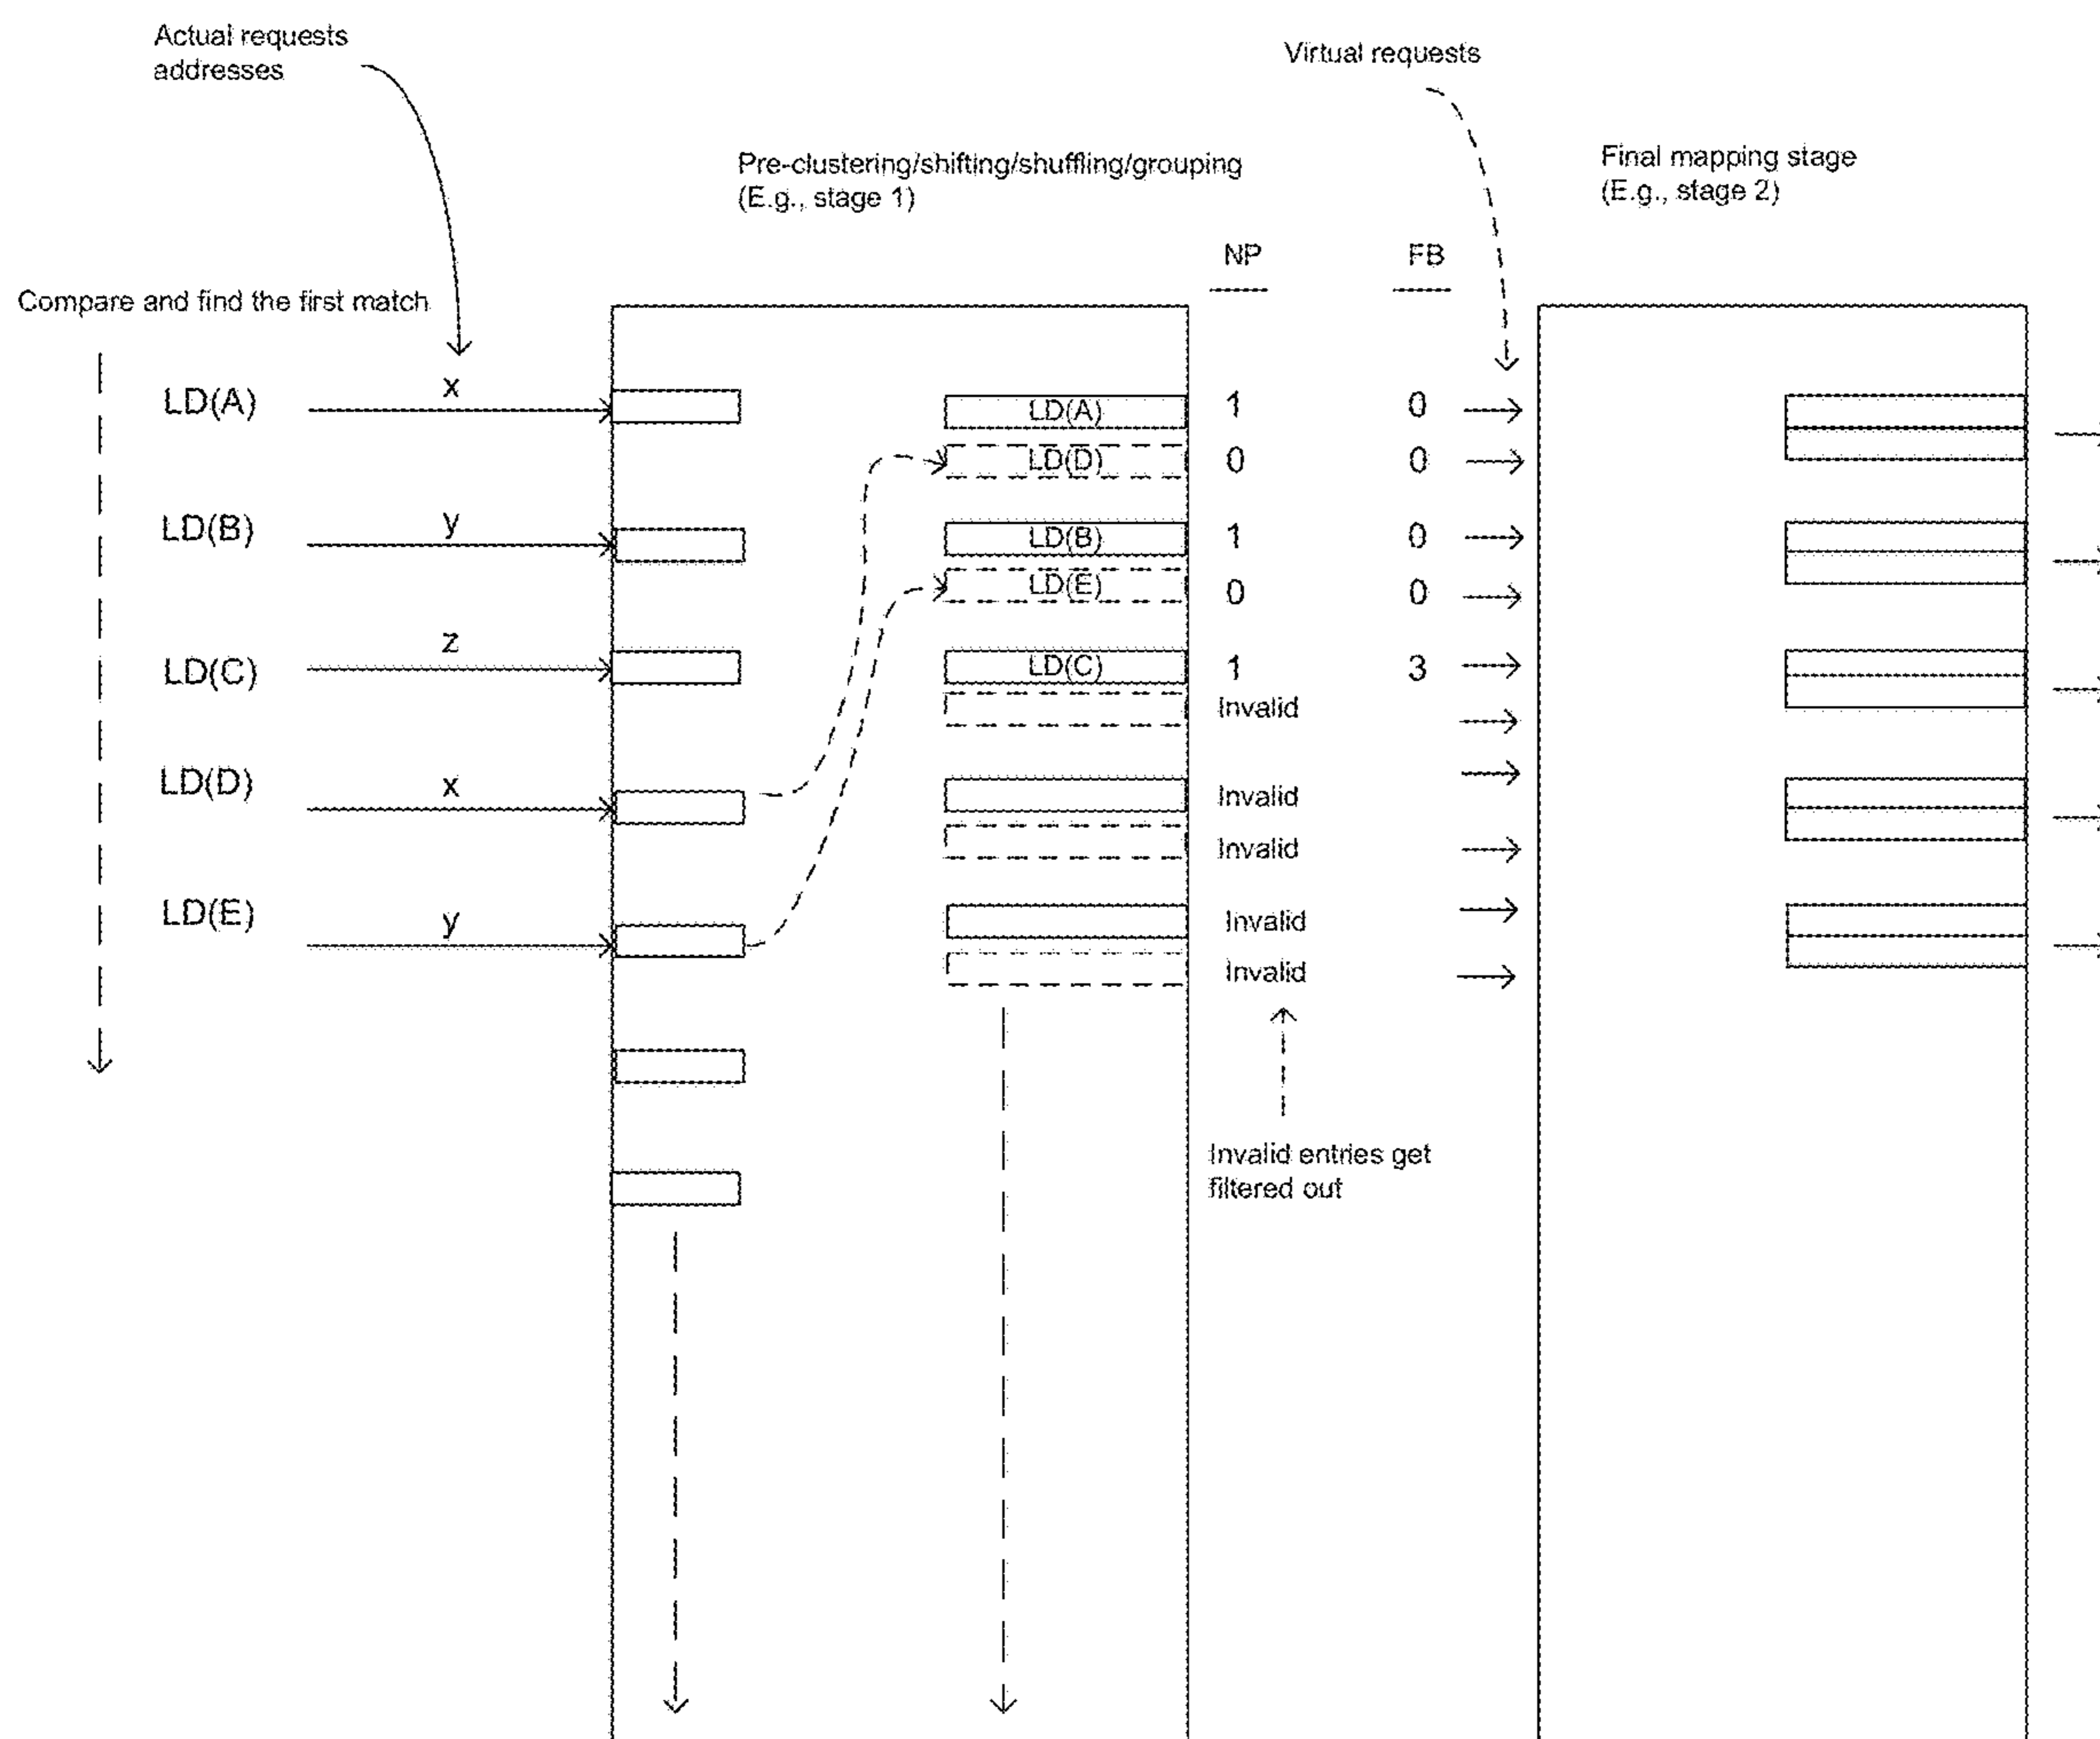 Actual requests
addresses
Virtual requests
Pre-clustering/shifting/shuffling/grouping
(E.g., stage 1)
Final mapping stage
(E.g., stage 2)
NP
FB
Compare and find the first match
LD(A)
x
LD(A)
1
0
LD(D)
0
0
LD(B)
y
LD(B)
1
0
LD(E)
0
0
LD(C)
z
LD(C)
1
3
Invalid
LD(D)
x
Invalid
Invalid
LD(E)
y
Invalid
Invalid
Invalid entries get
filtered out